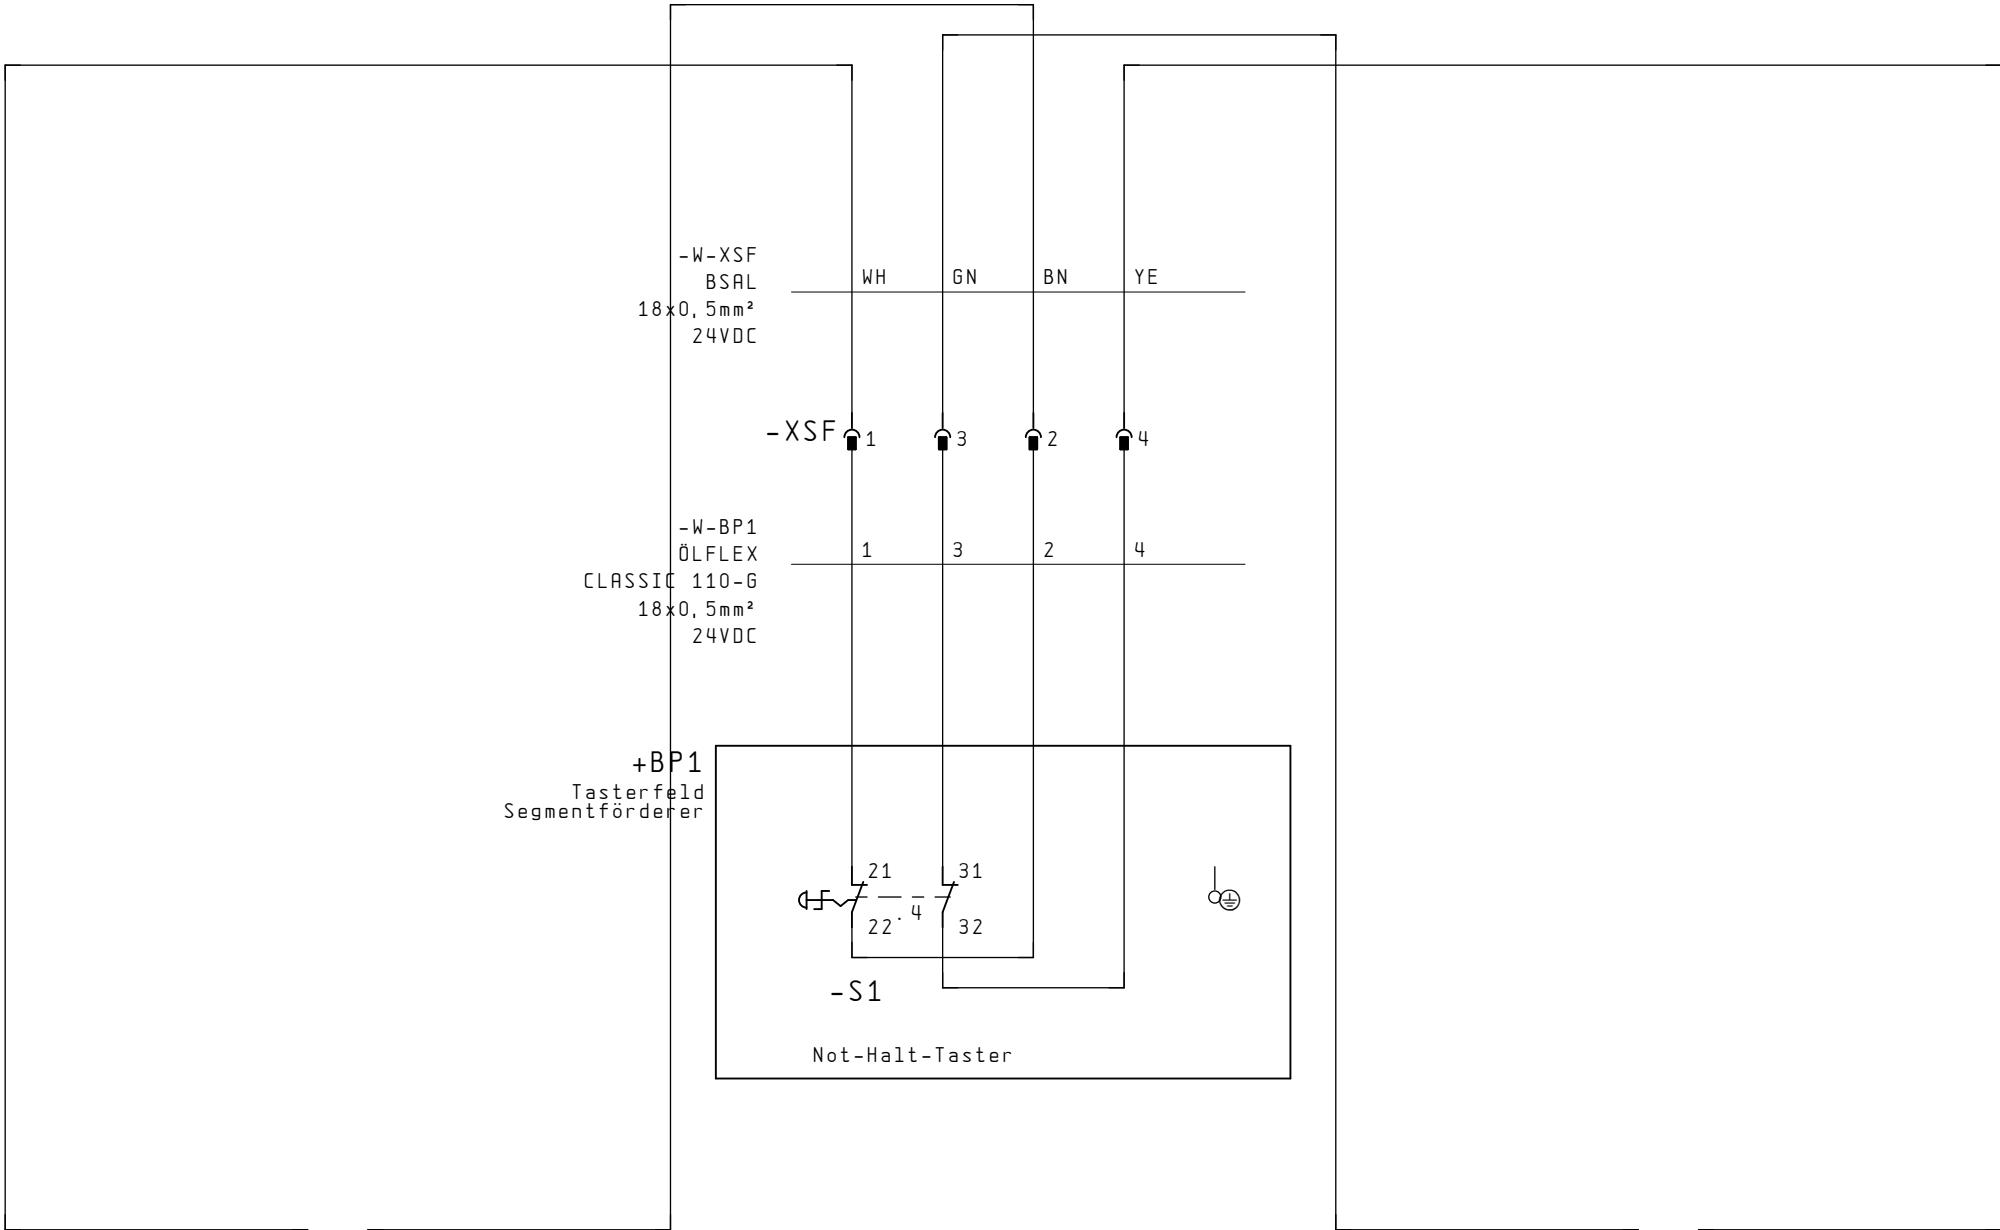 -W-XSF
BSAL
18x0,5mm²
24VDC
WH GN BN YE
-XSF 1 3 2 4
-W-BP1
ÖLFLEX
CLASSIC 110-G
18x0,5mm²
24VDC
1 3 2 4
+BP1
Tasterfeld
Segmentförderer
21 31
.4
22 32
-S1
Not-Halt-Taster